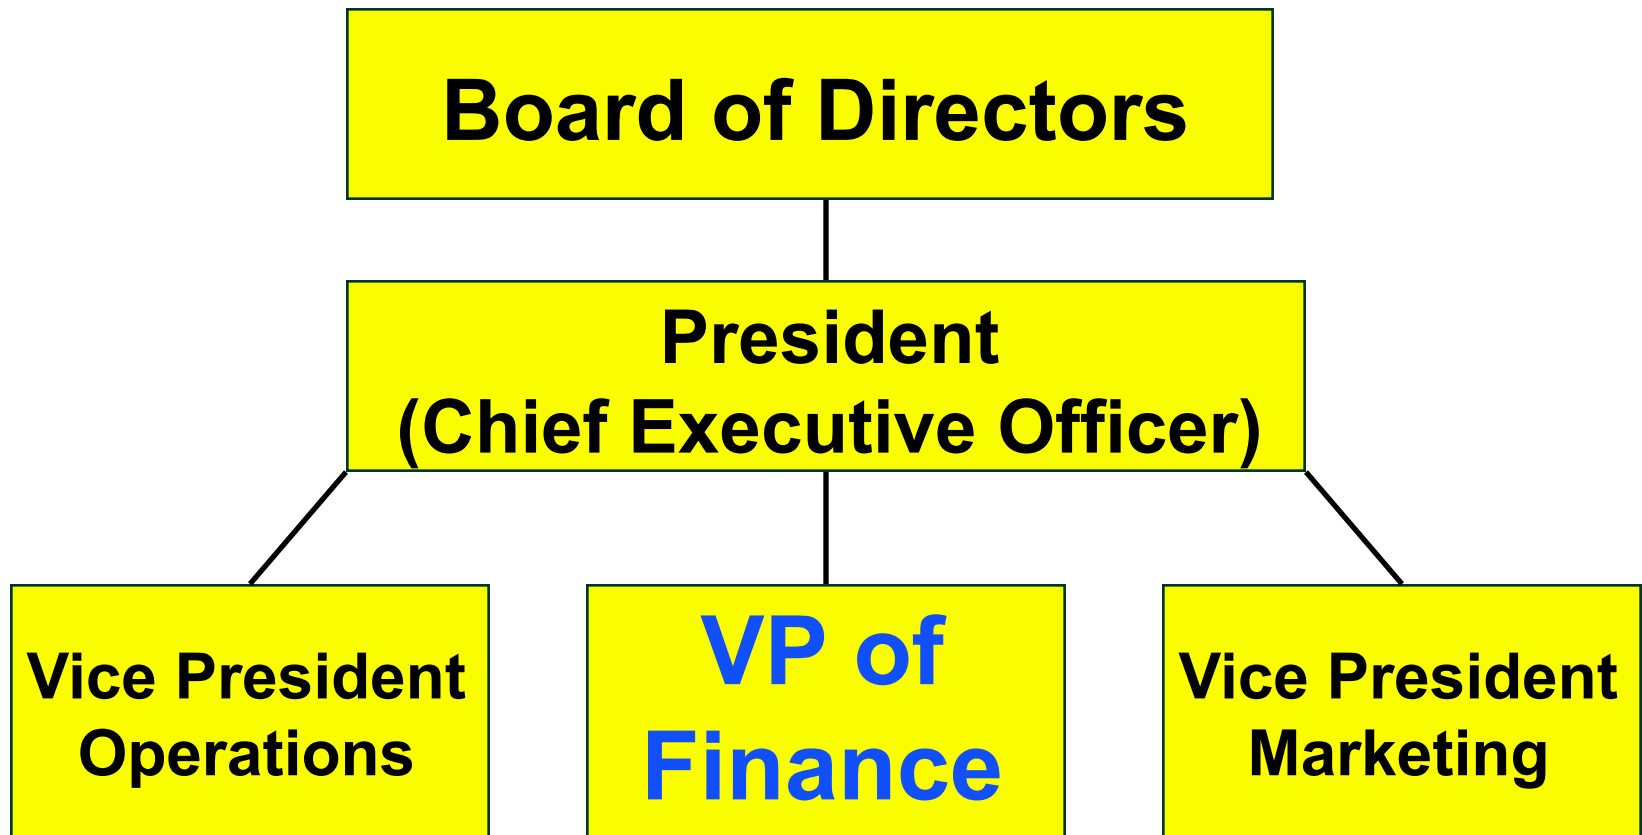 Board of Directors
President
(Chief Executive Officer)
Vice President
Operations
VP of
Finance
Vice President
Marketing